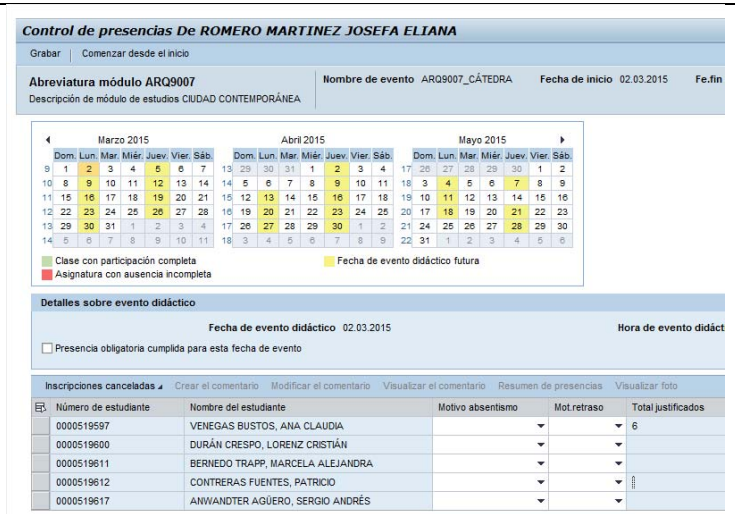 Control de presencias De ROMERO MARTINEZ JOSEFA ELIANA
Grabar Comenzar desde el inicio
Abreviatura módulo ARQ9007 Nombre de evento ARQ9007_CÁTEDRA Fecha de inicio 02.03.2015 Fe.fin
Descripción de módulo de estudios CIUDAD CONTEMPORÁNEA
Marzo 2015 Abril 2015 Mayo 2015
Dom. Lun. Mar. Miér. Juev. Vier. Sáb. Dom. Lun. Mar. Miér. Juev. Vier. Sáb. Dom. Lun. Mar. Miér. Juev. Vier. Sáb.
9 1 2 3 4 5 6 7 13 29 30 31 1 2 3 4 17 26 27 28 29 30 1 2
10 8 9 10 11 12 13 14 14 5 6 7 8 9 10 11 18 3 4 5 6 7 8 9
11 15 16 17 18 19 20 21 15 12 13 14 15 16 17 18 19 10 11 12 13 14 15 16
12 22 23 24 25 26 27 28 16 19 20 21 22 23 24 25 20 17 18 19 20 21 22 23
13 29 30 31 1 2 3 4 17 26 27 28 29 30 1 2 21 24 25 26 27 28 29 30
14 5 6 7 8 9 10 11 18 3 4 5 6 7 8 9 22 31 1 2 3 4 5 6
Clase con participación completa Fecha de evento didáctico futura
Asignatura con ausencia incompleta
Detalles sobre evento didáctico
Fecha de evento didáctico 02.03.2015 Hora de evento didácti
Presencia obligatoria cumplida para esta fecha de evento
Inscripciones canceladas Crear el comentario Modificar el comentario Visualizar el comentario Resumen de presencias Visualizar foto
Número de estudiante Nombre del estudiante Motivo absentismo Mot.retraso Total justificados
0000519597 VENEGAS BUSTOS, ANA CLAUDIA 6
0000519600 DURÁN CRESPO, LORENZ CRISTIÁN
0000519611 BERNEDO TRAPP, MARCELA ALEJANDRA
0000519612 CONTRERAS FUENTES, PATRICIO
0000519617 ANWANDTER AGÜERO, SERGIO ANDRÉS